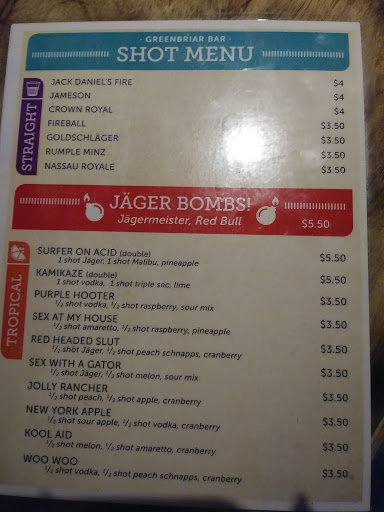 · GREENBRIAR BAR ·
SHOT MENU
STRAIGHT
JACK DANIEL'S FIRE $4
JAMESON $4
CROWN ROYAL $4
FIREBALL $3.50
GOLDSCHLÄGER $3.50
RUMPLE MINZ $3.50
NASSAU ROYALE $3.50
JÄGER BOMBS!
Jägermeister, Red Bull $5.50
TROPICAL
SURFER ON ACID (double) $5.50
1 shot Jäger, 1 shot Malibu, pineapple
KAMIKAZE (double) $5.50
1 shot vodka, 1 shot triple sec, lime
PURPLE HOOTER $3.50
½ shot vodka, ½ shot raspberry, sour mix
SEX AT MY HOUSE $3.50
½ shot amaretto, ½ shot raspberry, pineapple
RED HEADED SLUT $3.50
½ shot Jäger, ½ shot peach schnapps, cranberry
SEX WITH A GATOR $3.50
½ shot Jäger, ½ shot melon, sour mix
JOLLY RANCHER $3.50
½ shot peach, ½ shot apple, cranberry
NEW YORK APPLE $3.50
½ shot sour apple, ½ shot vodka, cranberry
KOOL AID $3.50
½ shot melon, ½ shot amaretto, cranberry
WOO WOO $3.50
½ shot vodka, ½ shot peach schnapps, cranberry